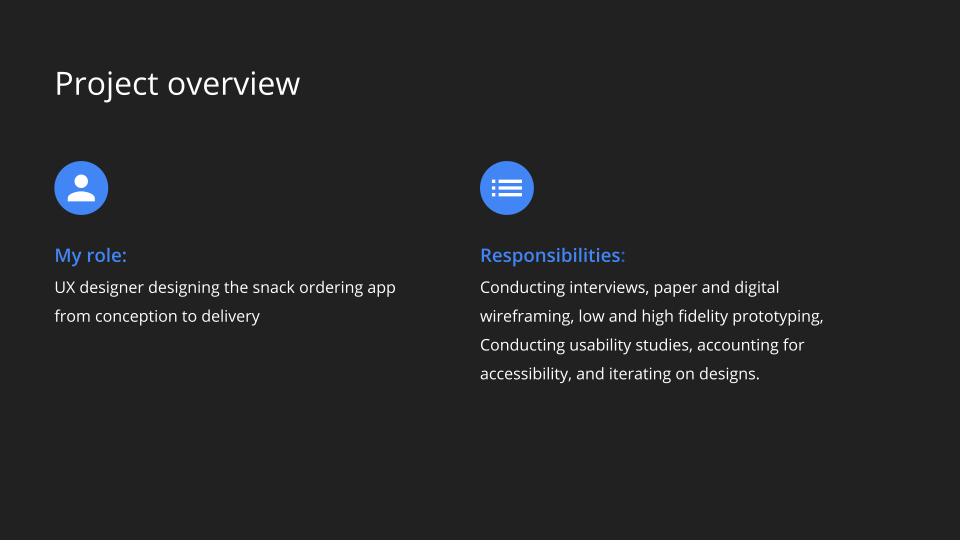 Project overview
My role:
UX designer designing the snack ordering app
from conception to delivery
Responsibilities:
Conducting interviews, paper and digital
wireframing, low and high fidelity prototyping,
Conducting usability studies, accounting for
accessibility, and iterating on designs.